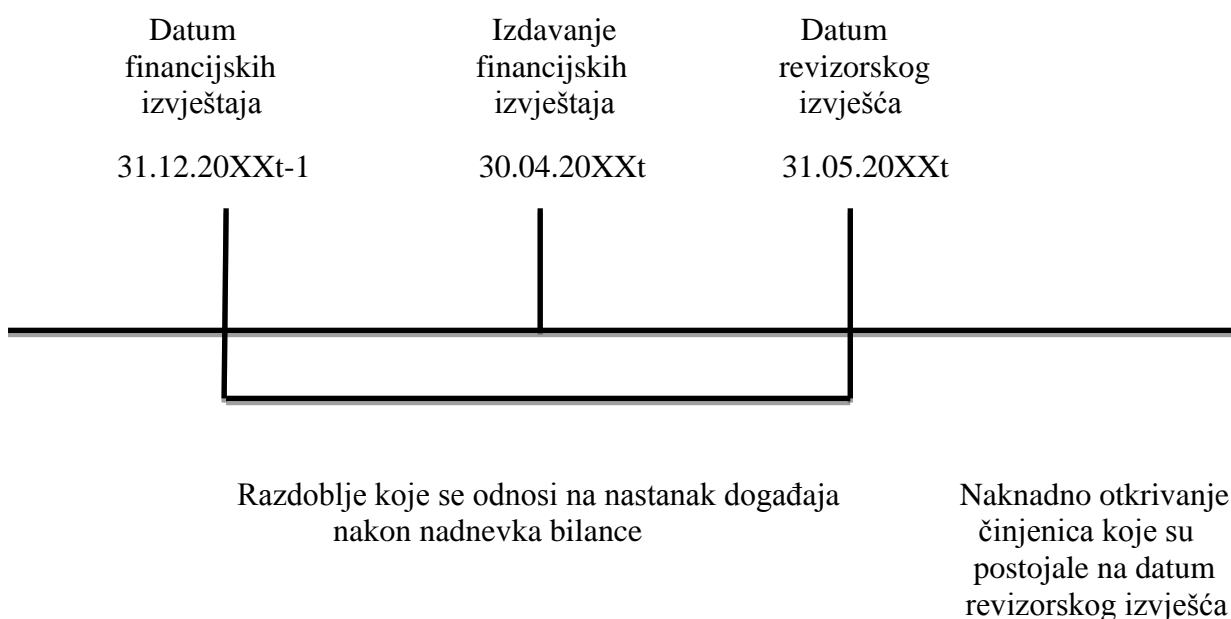 Datum
financijskih
izvještaja
31.12.20XXt-1
Izdavanje
financijskih
izvještaja
30.04.20XXt
Datum
revizorskog
izvješća
31.05.20XXt
Razdoblje koje se odnosi na nastanak događaja
nakon nadnevka bilance
Naknadno otkrivanje
činjenica koje su
postojale na datum
revizorskog izvješća